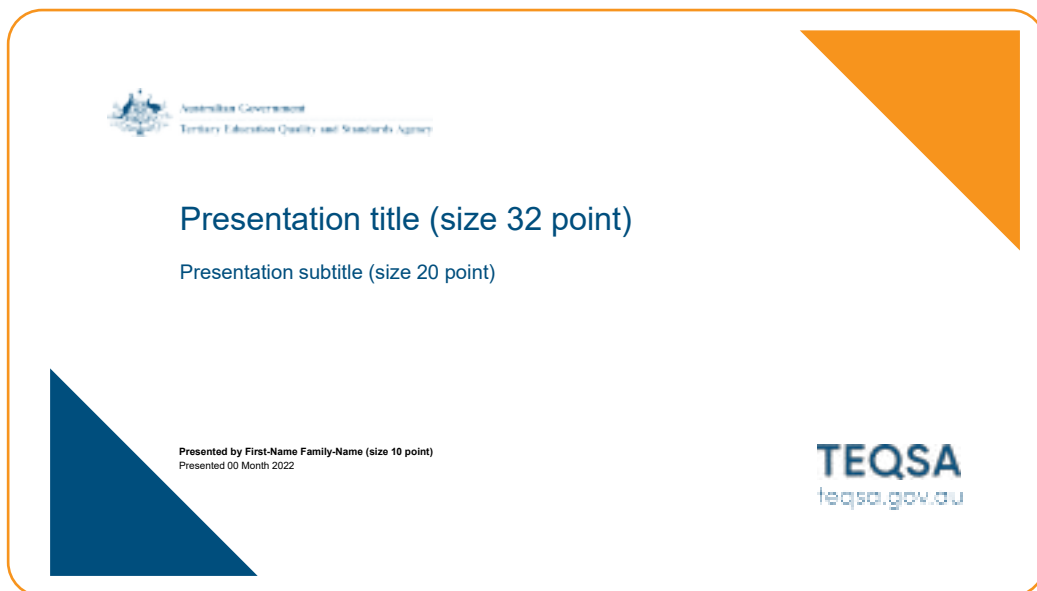 Australian Government
Tertiary Education Quality and Standards Agency
Presentation title (size 32 point)
Presentation subtitle (size 20 point)
Presented by First-Name Family-Name (size 10 point)
Presented 00 Month 2022
TEQSA
teqsa.gov.au